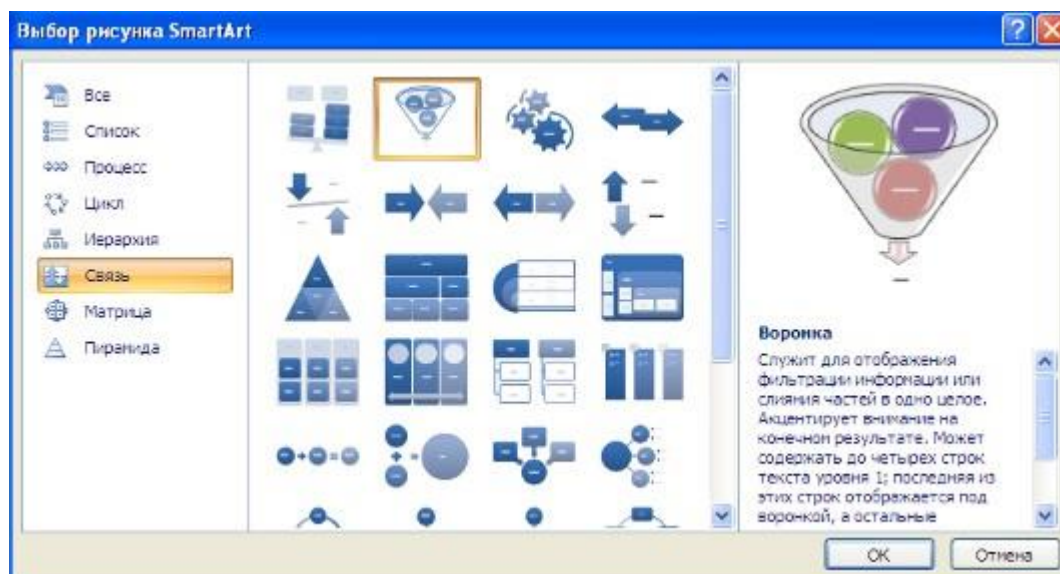 Выбор рисунка SmartArt
Все
Список
Процесс
Цикл
Иерархия
Связь
Матрица
Пирамида
Воронка
Служит для отображения
фильтрации информации или
слияния частей в одно целое.
Акцентирует внимание на
конечном результате. Может
содержать до четырех строк
текста уровня 1; последняя из
этих строк отображается под
воронкой, а остальные
ОК
Отмена